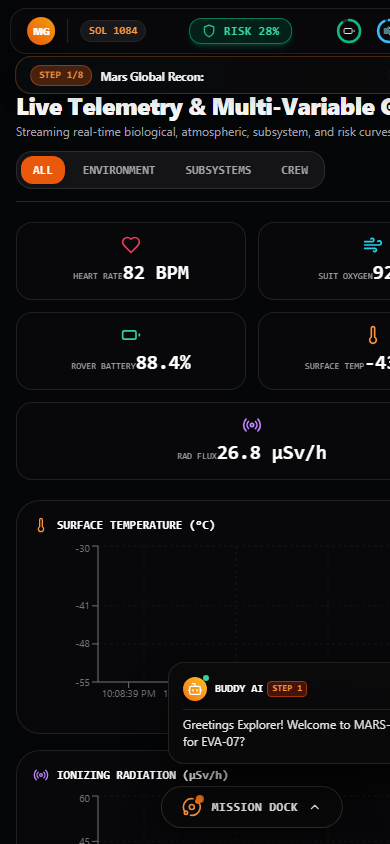 MG
SOL 1084
RISK 28%
STEP 1/8
Mars Global Recon:
Live Telemetry & Multi-Variable
Streaming real-time biological, atmospheric, subsystem, and risk curves
ALL
ENVIRONMENT
SUBSYSTEMS
CREW
HEART RATE 82 BPM
SUIT OXYGEN 92
ROVER BATTERY 88.4%
SURFACE TEMP -43
RAD FLUX 26.8 µSv/h
SURFACE TEMPERATURE (°C)
-30
-41
-48
-55
10:08:39 PM
BUDDY AI STEP 1
Greetings Explorer! Welcome to MARS-
for EVA-07?
IONIZING RADIATION (µSv/h)
60
45
MISSION DOCK